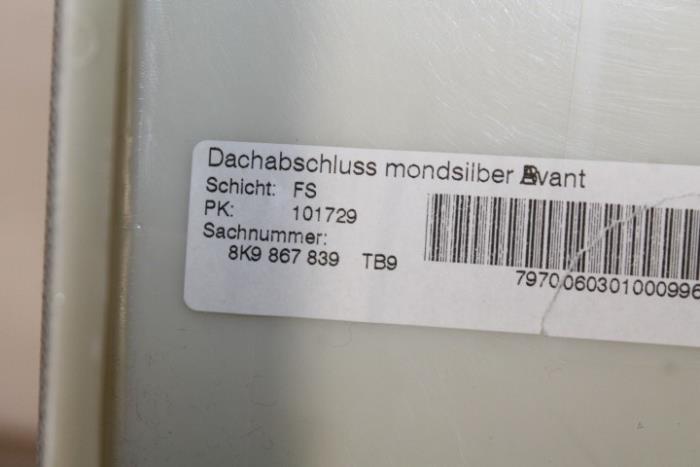 Dachabschluss mondsilber Avant
Schicht: FS
PK: 101729
Sachnummer:
8K9 867 839 TB9
7970060301000996